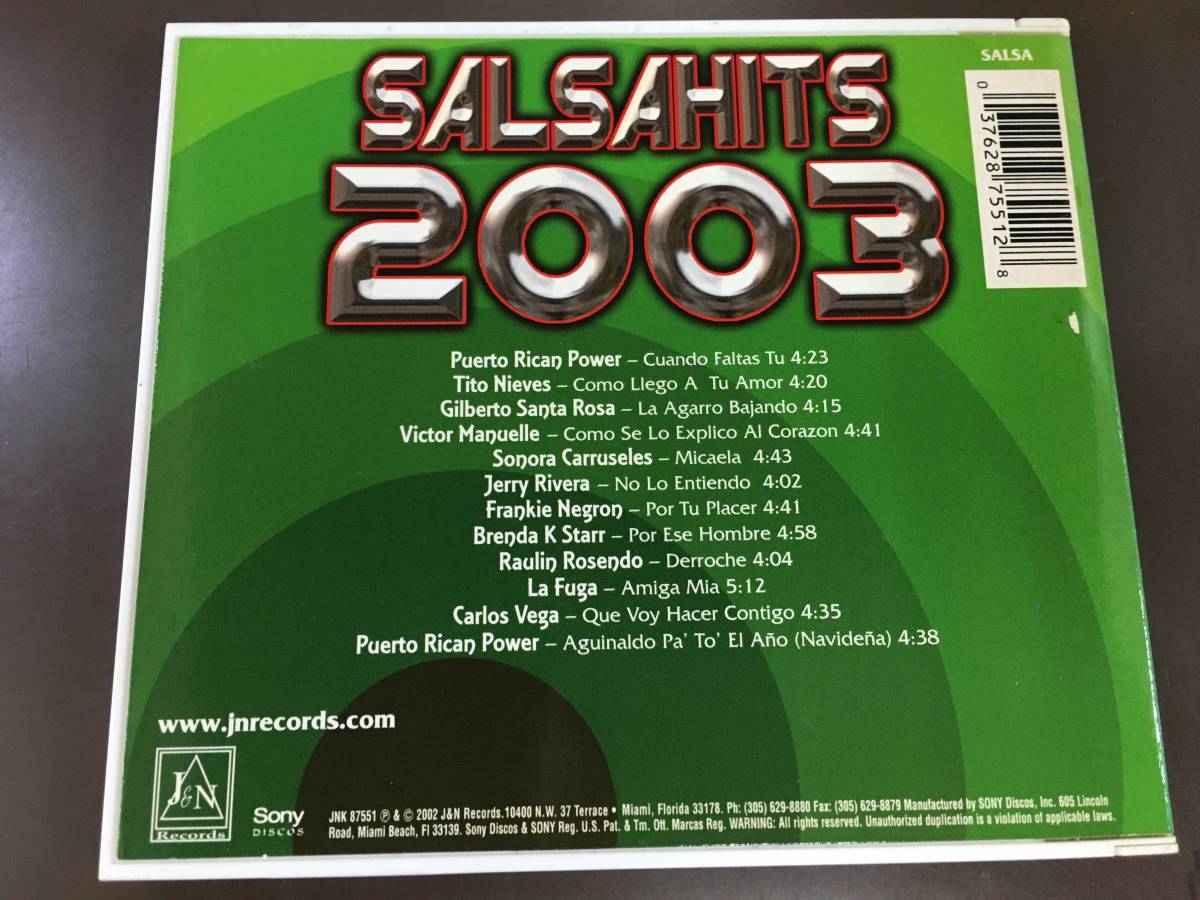 SALSAHITS
2003
SALSA
0 37628 75512 8
Puerto Rican Power – Cuando Faltas Tu 4:23
Tito Nieves – Como Llego A Tu Amor 4:20
Gilberto Santa Rosa – La Agarro Bajando 4:15
Victor Manuelle – Como Se Lo Explico Al Corazon 4:41
Sonora Carruseles – Micaela 4:43
Jerry Rivera – No Lo Entiendo 4:02
Frankie Negron – Por Tu Placer 4:41
Brenda K Starr – Por Ese Hombre 4:58
Raulin Rosendo – Derroche 4:04
La Fuga – Amiga Mia 5:12
Carlos Vega – Que Voy Hacer Contigo 4:35
Puerto Rican Power – Aguinaldo Pa' To' El Año (Navideña) 4:38
www.jnrecords.com
J&N
Records
Sony
DISCOS
JNK 87551 ℗ & © 2002 J&N Records. 10400 N.W. 37 Terrace • Miami, Florida 33178. Ph: (305) 629-8880 Fax: (305) 629-8879 Manufactured by SONY Discos, Inc. 605 Lincoln
Road, Miami Beach, Fl 33139. Sony Discos & SONY Reg. U.S. Pat. & Tm. Ott. Marcas Reg. WARNING: All rights reserved. Unauthorized duplication is a violation of applicable laws.